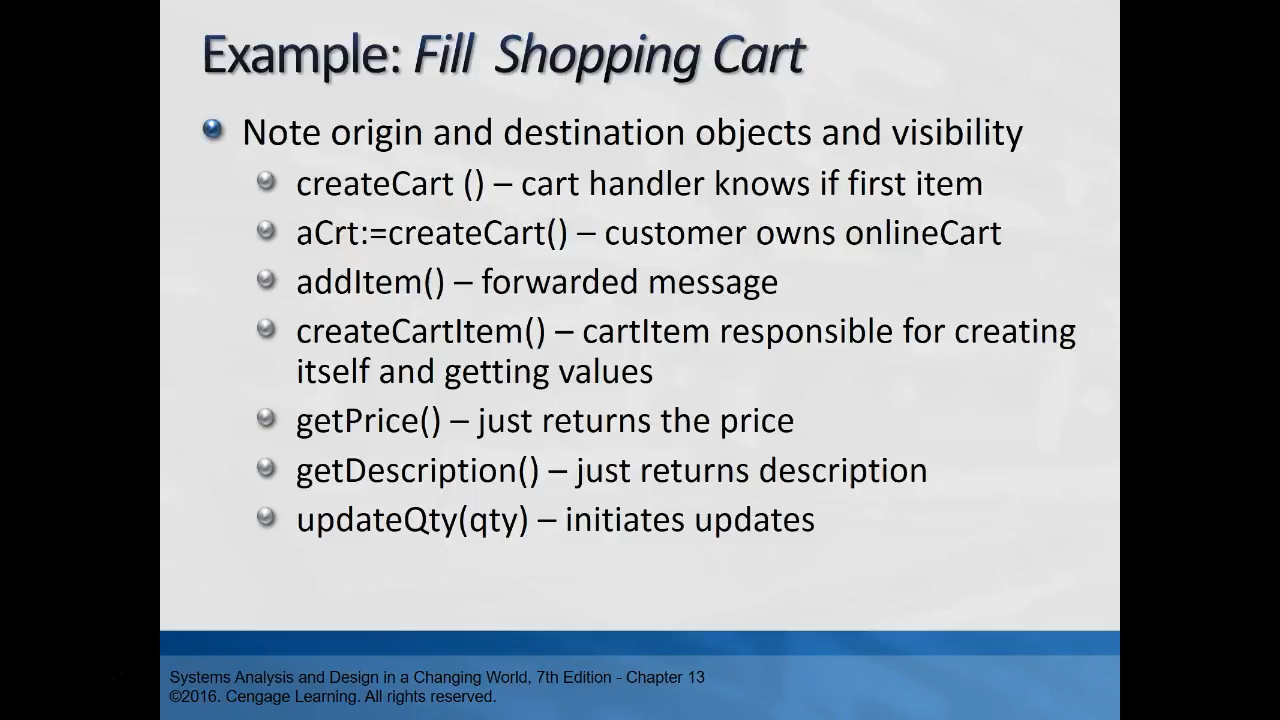 Example: Fill Shopping Cart
Note origin and destination objects and visibility
createCart () – cart handler knows if first item
aCrt:=createCart() – customer owns onlineCart
addItem() – forwarded message
createCartItem() – cartItem responsible for creating
itself and getting values
getPrice() – just returns the price
getDescription() – just returns description
updateQty(qty) – initiates updates
Systems Analysis and Design in a Changing World, 7th Edition - Chapter 13
©2016. Cengage Learning. All rights reserved.